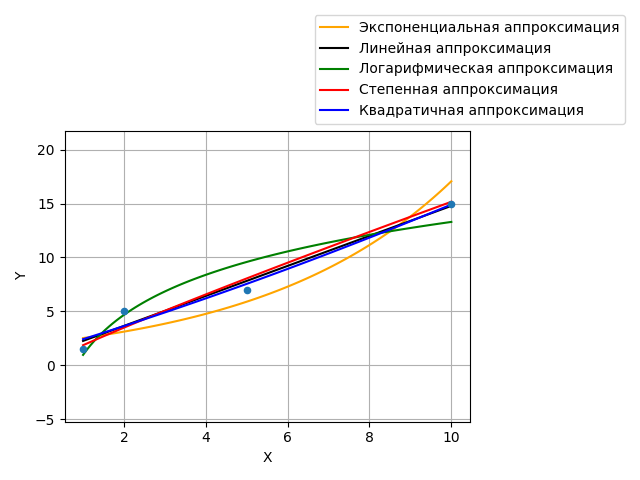 Экспоненциальная аппроксимация
Линейная аппроксимация
Логарифмическая аппроксимация
Степенная аппроксимация
Квадратичная аппроксимация
20
15
10
5
0
−5
Y
2
4
6
8
10
X